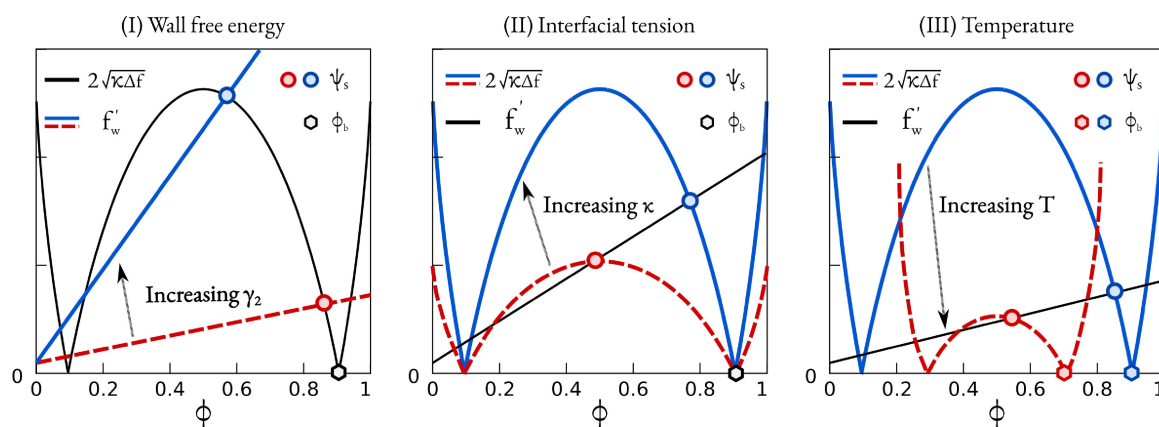 (I) Wall free energy
2√κΔf
ψₛ
f'w
ϕb
Increasing γ₂
0
0 0.2 0.4 0.6 0.8 1
ϕ
(II) Interfacial tension
2√κΔf
ψₛ
f'w
ϕb
Increasing κ
0
0 0.2 0.4 0.6 0.8 1
ϕ
(III) Temperature
2√κΔf
ψₛ
f'w
ϕb
Increasing T
0
0 0.2 0.4 0.6 0.8 1
ϕ